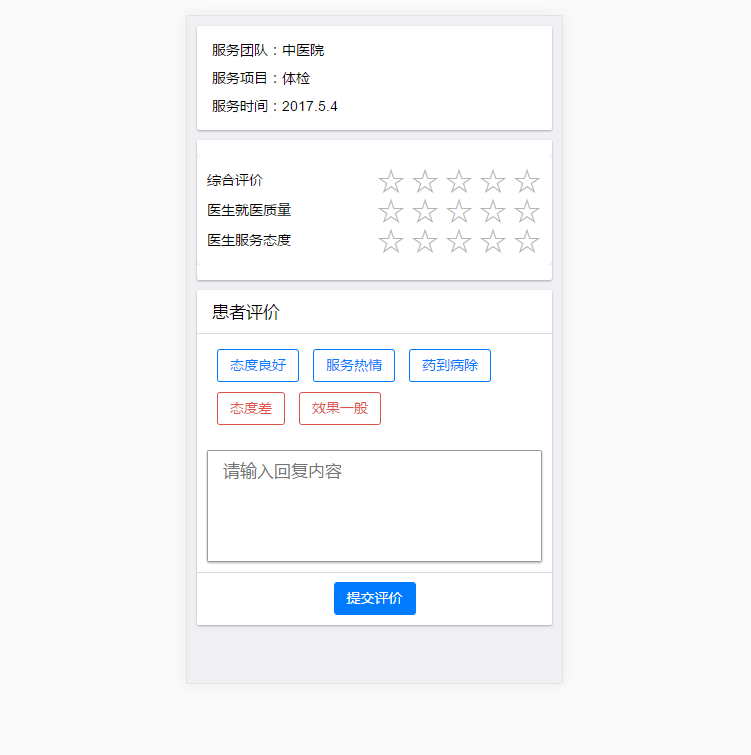 服务团队：中医院
服务项目：体检
服务时间：2017.5.4
综合评价
医生就医质量
医生服务态度
患者评价
态度良好 服务热情 药到病除
态度差 效果一般
请输入回复内容
提交评价